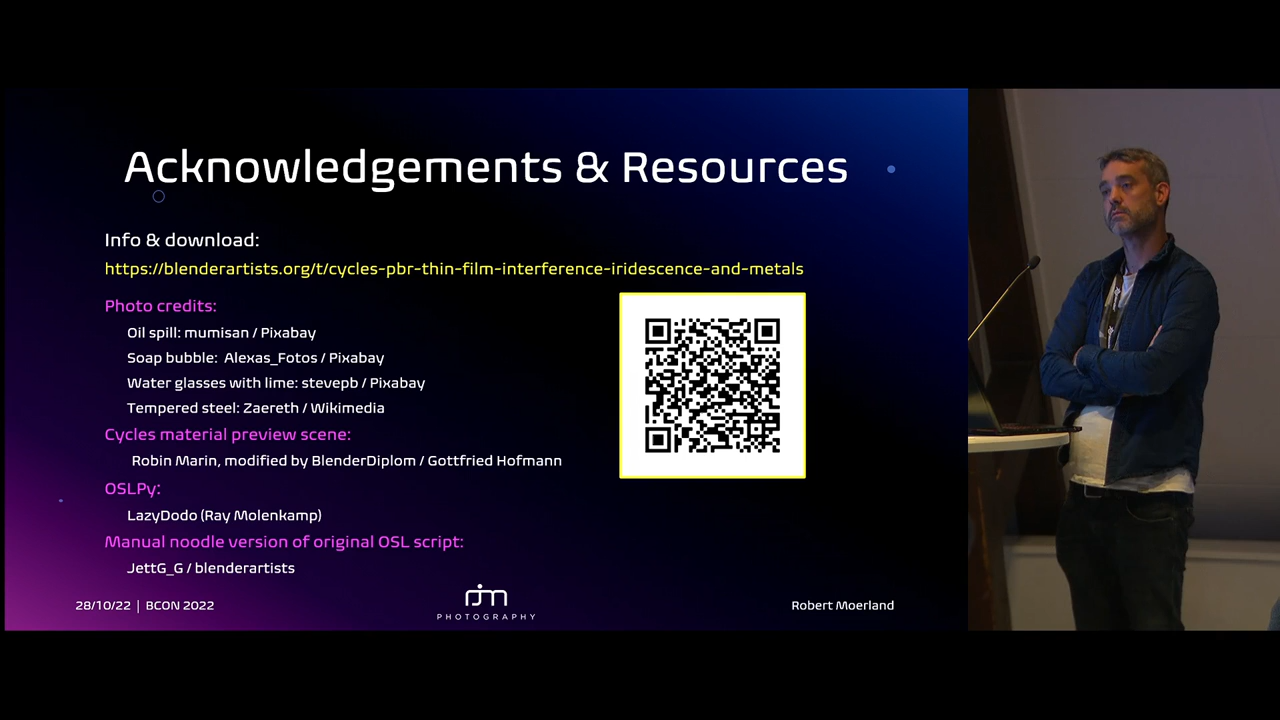 Acknowledgements & Resources
Info & download:
https://blenderartists.org/t/cycles-pbr-thin-film-interference-iridescence-and-metals
Photo credits:
Oil spill: mumisan / Pixabay
Soap bubble: Alexas_Fotos / Pixabay
Water glasses with lime: stevepb / Pixabay
Tempered steel: Zaereth / Wikimedia
Cycles material preview scene:
Robin Marin, modified by BlenderDiplom / Gottfried Hofmann
OSLPy:
LazyDodo (Ray Molenkamp)
Manual noodle version of original OSL script:
JettG_G / blenderartists
28/10/22 | BCON 2022
rjm
PHOTOGRAPHY
Robert Moerland